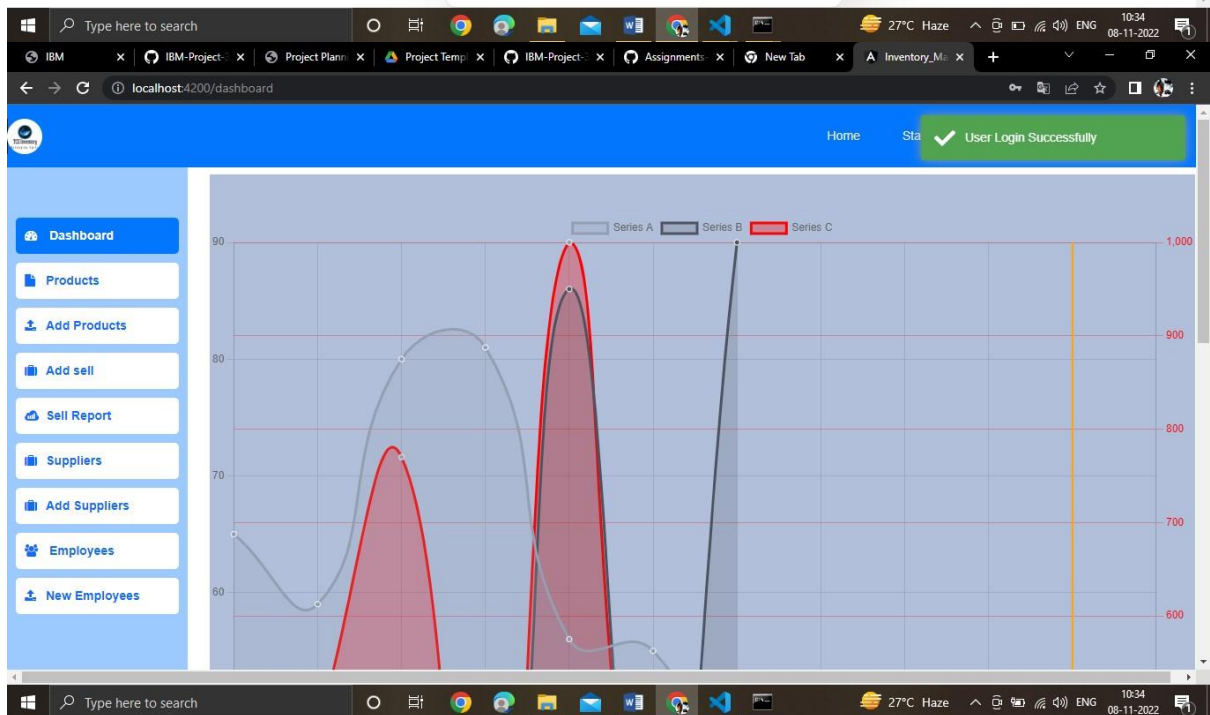 Type here to search
27°C Haze
ENG
10:34
08-11-2022
1
IBM
IBM-Project-
Project Plann
Project Templ
IBM-Project-
Assignments-
New Tab
Inventory_Ma
localhost:4200/dashboard
Home
Sta
User Login Successfully
Dashboard
Products
Add Products
Add sell
Sell Report
Suppliers
Add Suppliers
Employees
New Employees
Series A
Series B
Series C
90
80
70
60
1,000
900
800
700
600
Type here to search
27°C Haze
ENG
10:34
08-11-2022
1